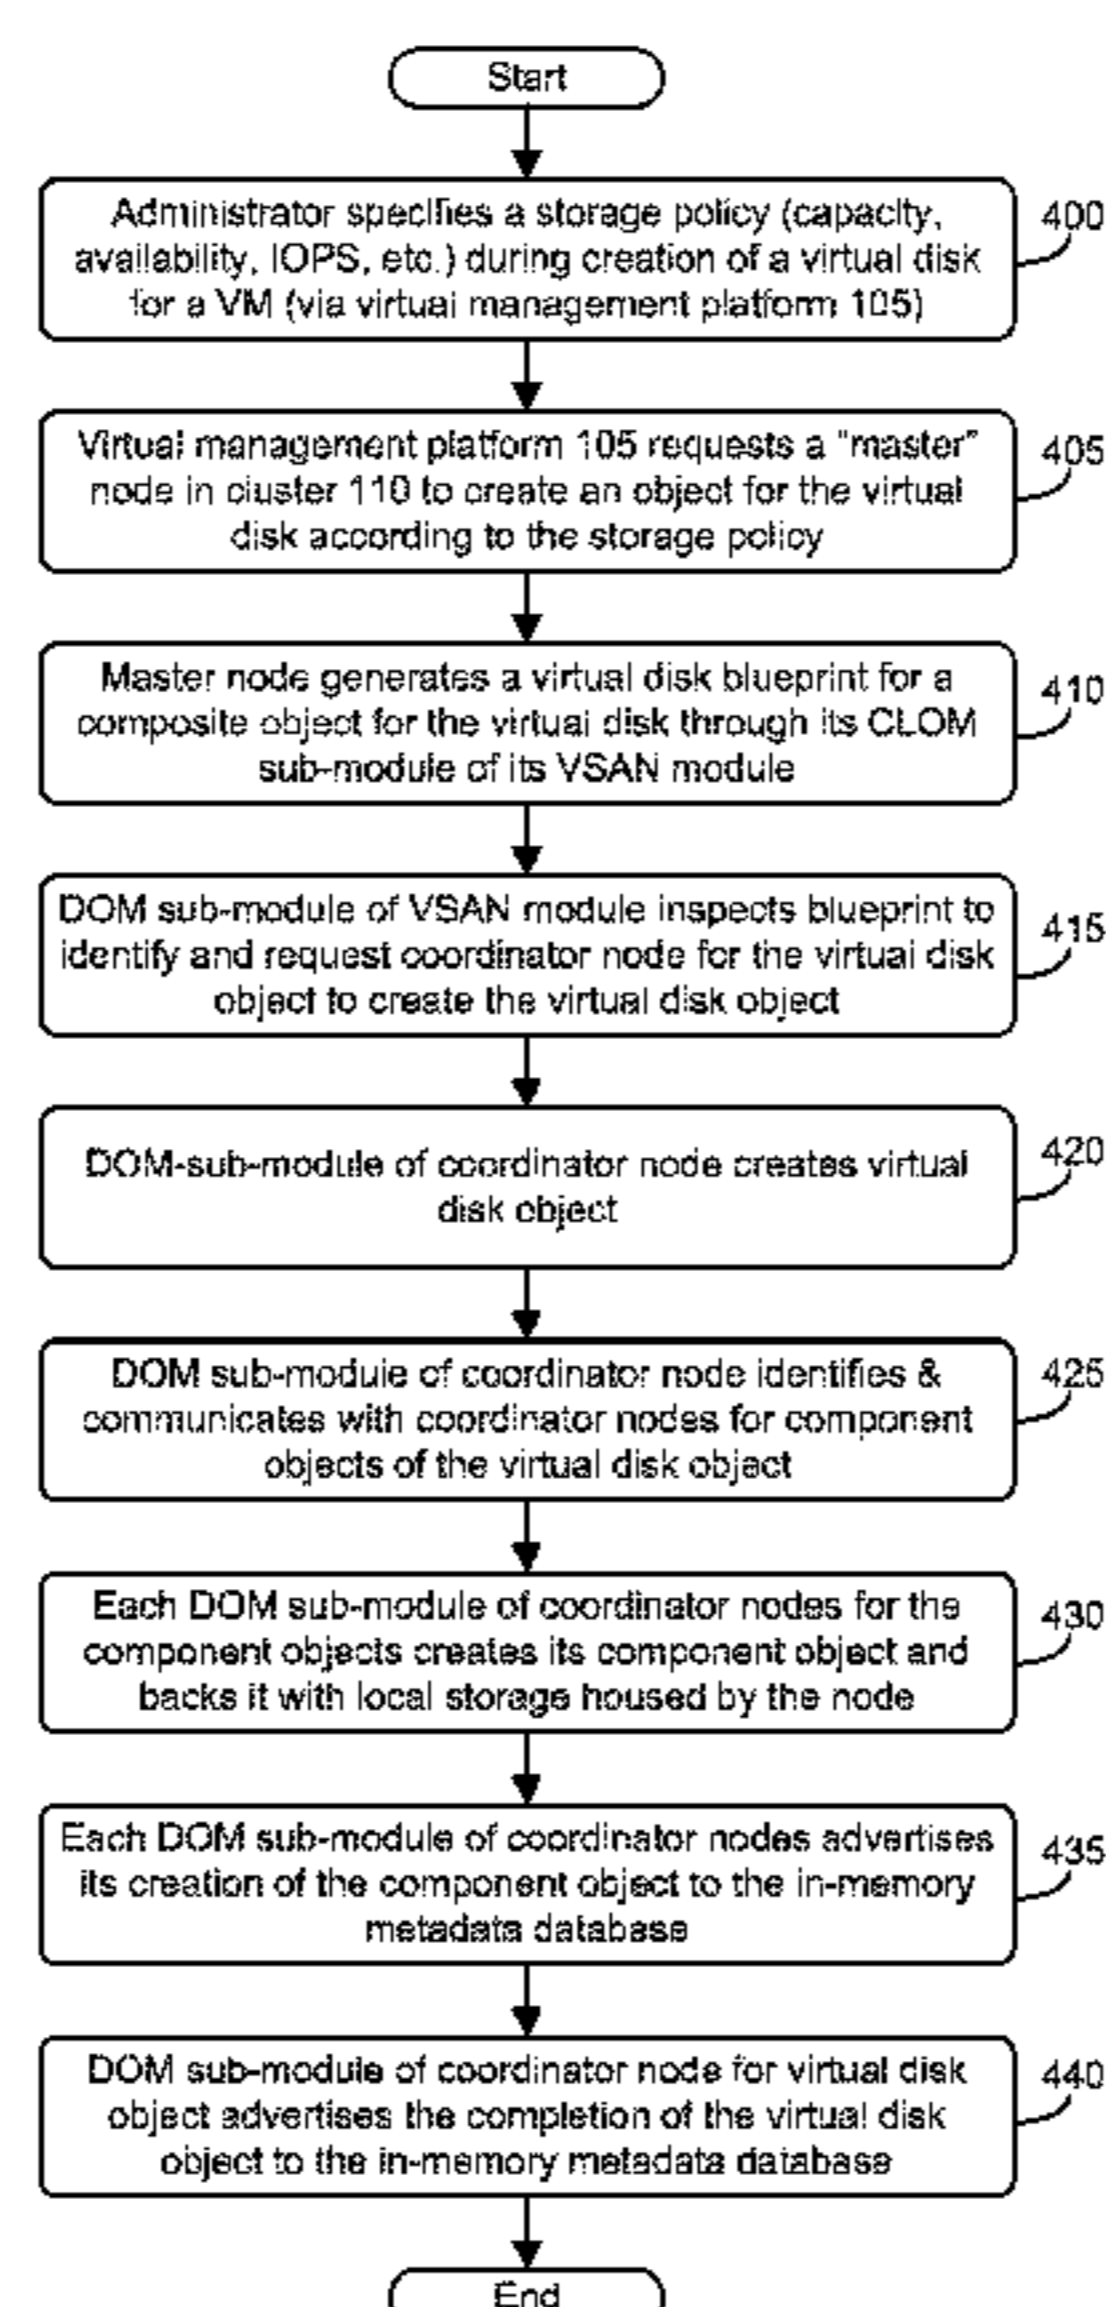 Start
Administrator specifies a storage policy (capacity,
availability, IOPS, etc.) during creation of a virtual disk
for a VM (via virtual management platform 105)
400
Virtual management platform 105 requests a "master"
node in cluster 110 to create an object for the virtual
disk according to the storage policy
405
Master node generates a virtual disk blueprint for a
composite object for the virtual disk through its CLOM
sub-module of its VSAN module
410
DOM sub-module of VSAN module inspects blueprint to
identify and request coordinator node for the virtual disk
object to create the virtual disk object
415
DOM-sub-module of coordinator node creates virtual
disk object
420
DOM sub-module of coordinator node identifies &
communicates with coordinator nodes for component
objects of the virtual disk object
425
Each DOM sub-module of coordinator nodes for the
component objects creates its component object and
backs it with local storage housed by the node
430
Each DOM sub-module of coordinator nodes advertises
its creation of the component object to the in-memory
metadata database
435
DOM sub-module of coordinator node for virtual disk
object advertises the completion of the virtual disk
object to the in-memory metadata database
440
End